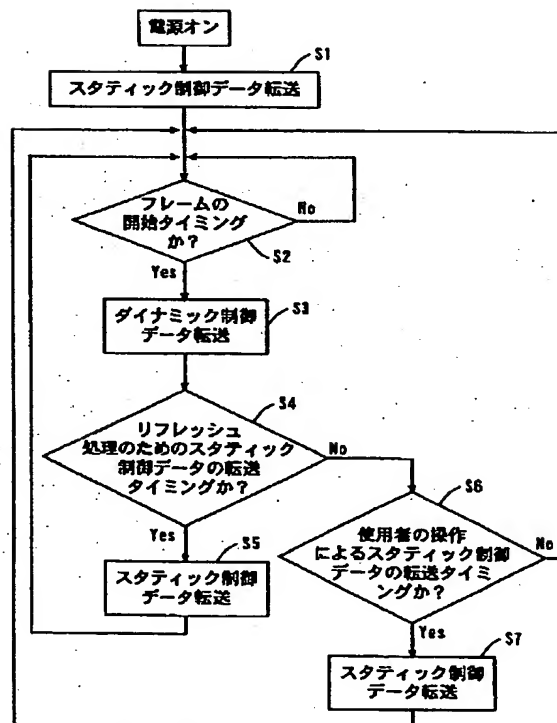 電源オン
S1
スタティック制御データ転送
フレームの
開始タイミング
か?
No
S2
Yes
ダイナミック制御
データ転送
S3
リフレッシュ
処理のためのスタティック
制御データの転送
タイミングか?
S4
No
Yes
スタティック制御
データ転送
S5
使用者の操作
によるスタティック制御
データの転送タイミ
ングか?
S6
No
Yes
スタティック制御
データ転送
S7